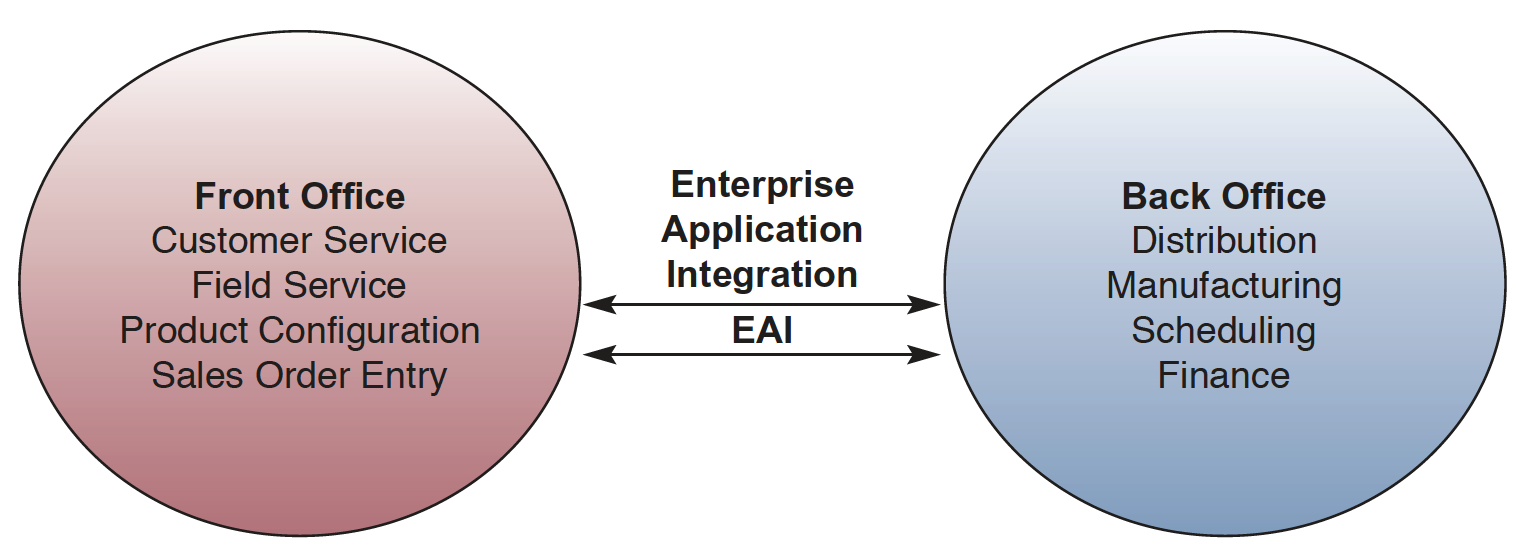 Front Office
Customer Service
Field Service
Product Configuration
Sales Order Entry
Enterprise
Application
Integration
EAI
Back Office
Distribution
Manufacturing
Scheduling
Finance